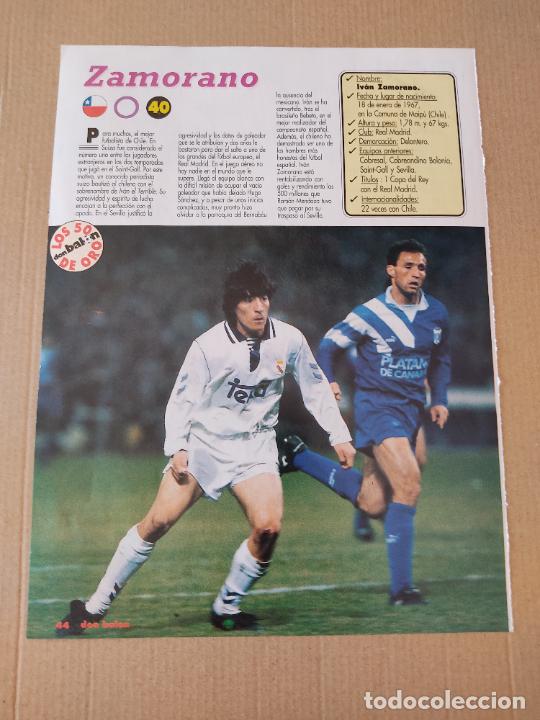 Zamorano
40
Para muchos, el mejor
futbolista de Chile. En
Suiza fue considerado el
número uno entre los jugadores
extranjeros en las dos temporadas
que jugó en el Saint-Gall. Por este
motivo, un conocido periodista
suizo bautizó al chileno con el
sobrenombre de Iván el Terrible. Su
agresividad y espíritu de lucha
encajan a la perfección con el
apodo. En el Sevilla justificó la
agresividad y las dotes de goleador
que se le atribuían y dos años le
bastaron para dar el salto a uno de
los grandes del fútbol europeo, el
Real Madrid. En el remate aéreo no
hay nadie en el mundo que le
supere. Llegó al equipo blanco con
la difícil misión de ocupar el vacío
goleador que había dejado Hugo
Sánchez, y a pesar de unos inicios
complicados, muy pronto hizo
olvidar a la parroquia del Bernabéu
la ausencia del
mexicano. Iván se ha
convertido, tras el
brasileño Bebeto, en el
mejor realizador del
campeonato español.
Además, el chileno ha
demostrado ser uno de
los hombres más
honestos del fútbol
español. Iván
Zamorano está
rentabilizando con
goles y rendimiento los
500 millones que
Ramón Mendoza tuvo
que pagar por su
traspaso al Sevilla.
Nombre:
Iván Zamorano.
Fecha y lugar de nacimiento:
18 de enero de 1967,
en la Comuna de Maipú (Chile).
Altura y peso: 1,78 m. y 67 kgs.
Club: Real Madrid.
Demarcación: Delantero.
Equipos anteriores:
Cobresal, Cobreandino Bolonia,
Saint-Gall y Sevilla.
Títulos: 1 Copa del Rey
con el Real Madrid.
Internacionalidades:
22 veces con Chile.
LOS 50
don balón
DE ORO
teka
PLATANO
DE CANARIAS
44 don balon
todocoleccion
todocoleccion.net